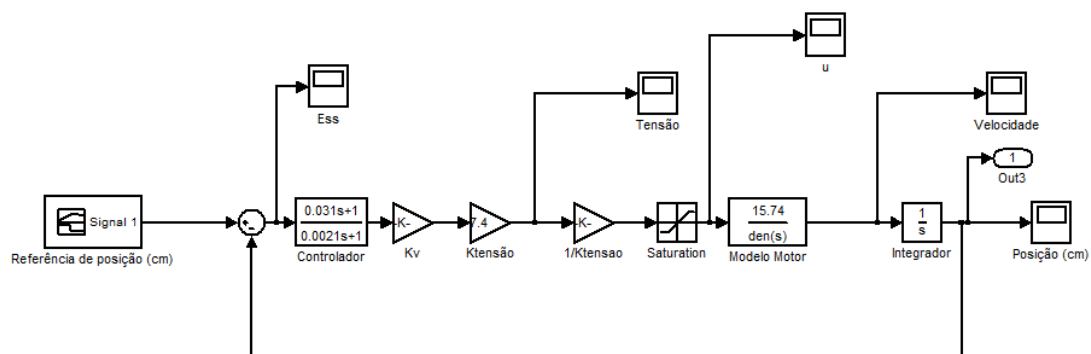 u
Ess
Tensão
Velocidade
1
Out3
Signal 1
Referência de posição (cm)
+
-
0.031s+1
0.0021s+1
Controlador
-K-
Kv
7.4
Ktensão
-K-
1/Ktensao
Saturation
15.74
den(s)
Modelo Motor
1
s
Integrador
Posição (cm)